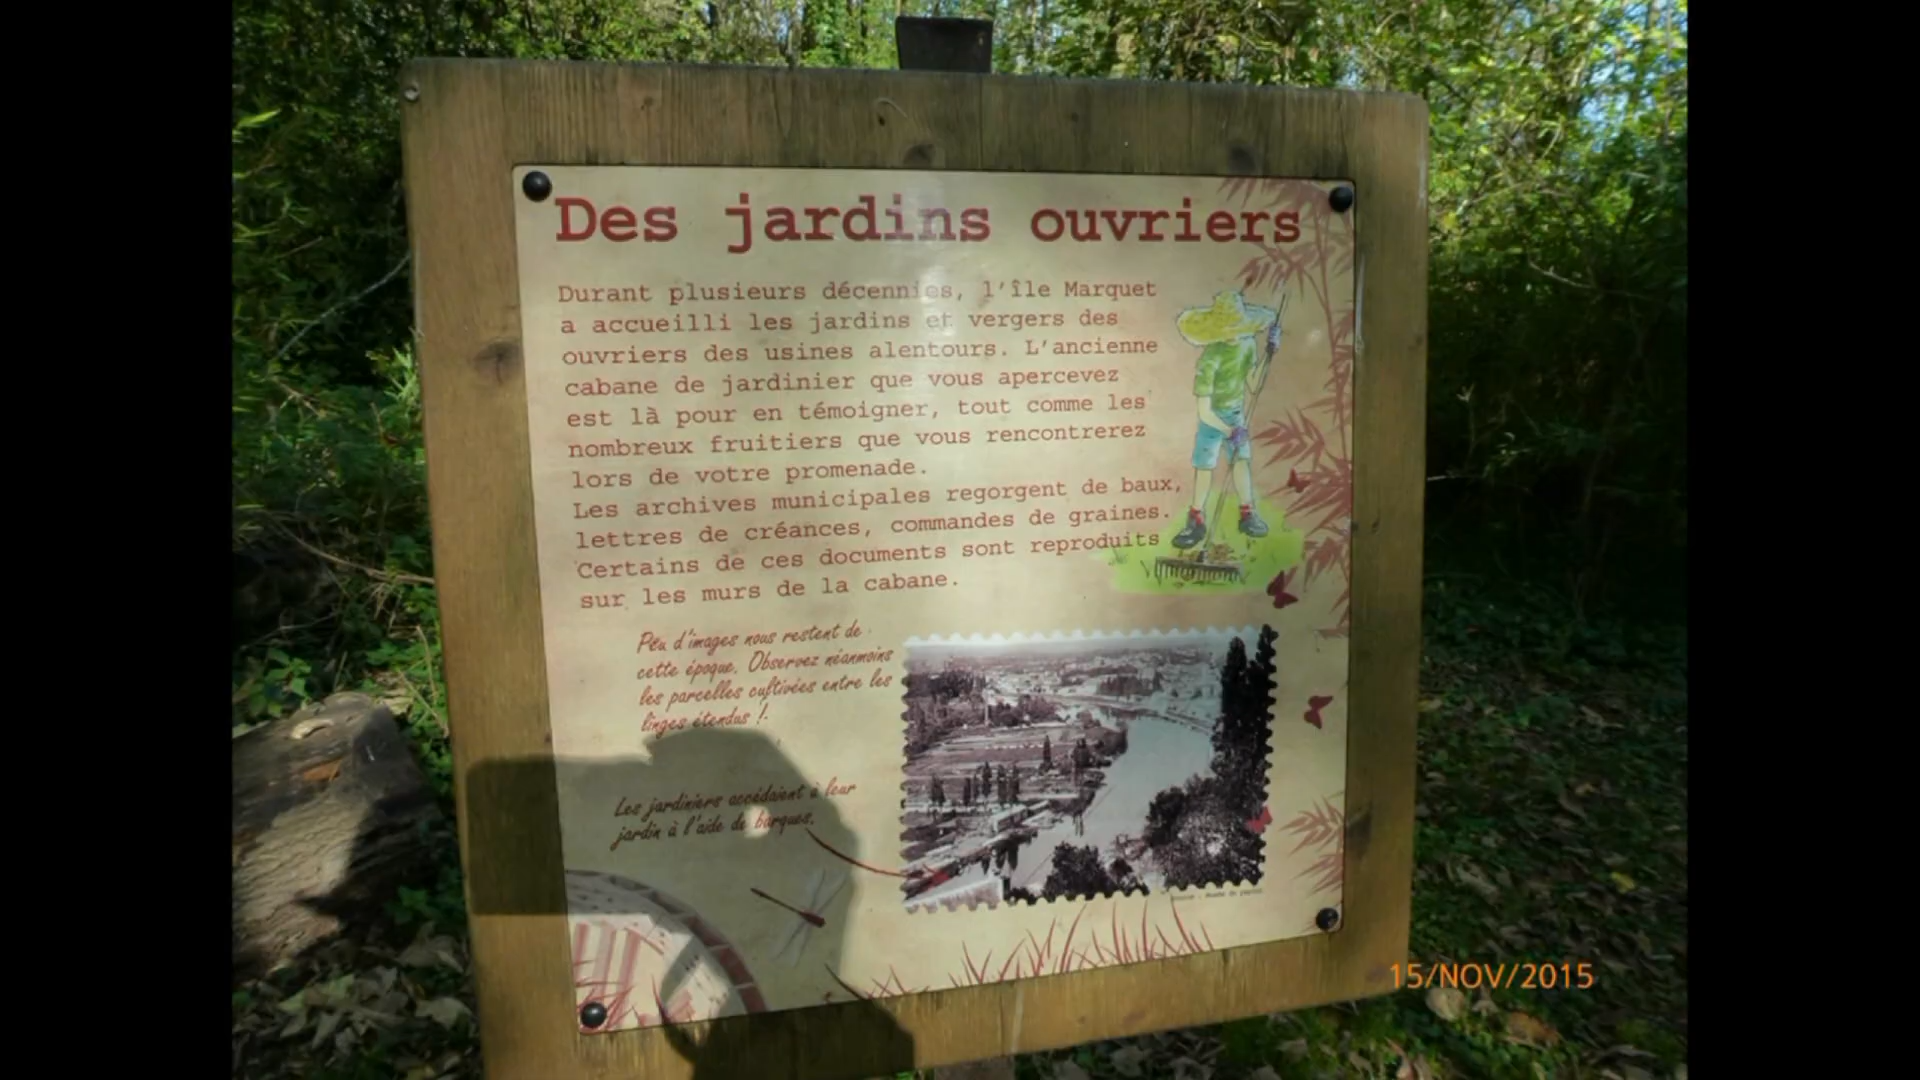 Des jardins ouvriers
Durant plusieurs décennies, l'île Marquet
a accueilli les jardins et vergers des
ouvriers des usines alentours. L'ancienne
cabane de jardinier que vous apercevez
est là pour en témoigner, tout comme les
nombreux fruitiers que vous rencontrerez
lors de votre promenade.
Les archives municipales regorgent de baux,
lettres de créances, commandes de graines.
Certains de ces documents sont reproduits
sur les murs de la cabane.
Peu d'images nous restent de
cette époque. Observez néanmoins
les parcelles cultivées entre les
linges étendus !
Les jardiniers accédaient à leur
jardin à l'aide de barques.
15/NOV/2015